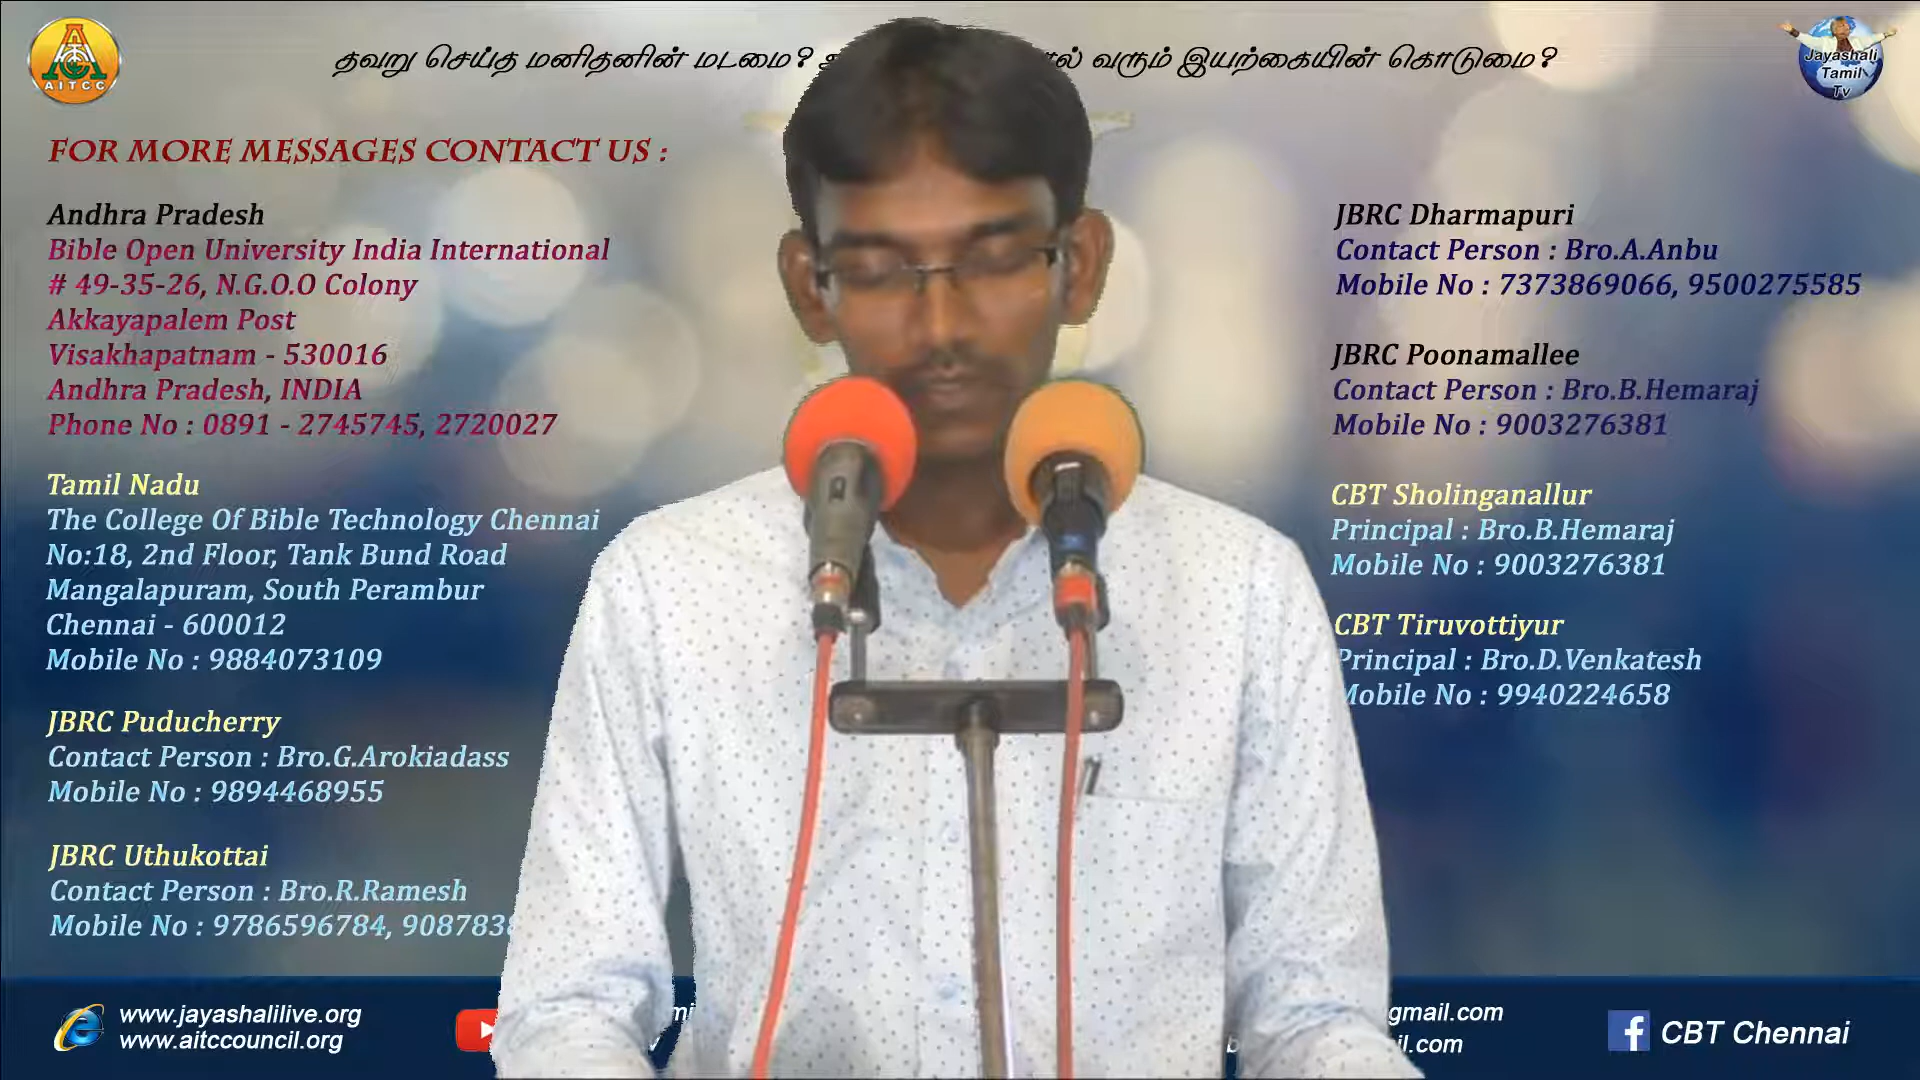 AITCC
தவறு செய்த மனிதனின் மடமை? வரும் இயற்கையின் கொடுமை?
Jayashali
Tamil
Tv
FOR MORE MESSAGES CONTACT US :
Andhra Pradesh
Bible Open University India International
# 49-35-26, N.G.O.O Colony
Akkayapalem Post
Visakhapatnam - 530016
Andhra Pradesh, INDIA
Phone No : 0891 - 2745745, 2720027
Tamil Nadu
The College Of Bible Technology Chennai
No:18, 2nd Floor, Tank Bund Road
Mangalapuram, South Perambur
Chennai - 600012
Mobile No : 9884073109
JBRC Puducherry
Contact Person : Bro.G.Arokiadass
Mobile No : 9894468955
JBRC Uthukottai
Contact Person : Bro.R.Ramesh
Mobile No : 9786596784,
JBRC Dharmapuri
Contact Person : Bro.A.Anbu
Mobile No : 7373869066, 9500275585
JBRC Poonamallee
Contact Person : Bro.B.Hemaraj
Mobile No : 9003276381
CBT Sholinganallur
Principal : Bro.B.Hemaraj
Mobile No : 9003276381
CBT Tiruvottiyur
Principal : Bro.D.Venkatesh
Mobile No : 9940224658
www.jayashalilive.org
www.aitccouncil.org
gmail.com
CBT Chennai